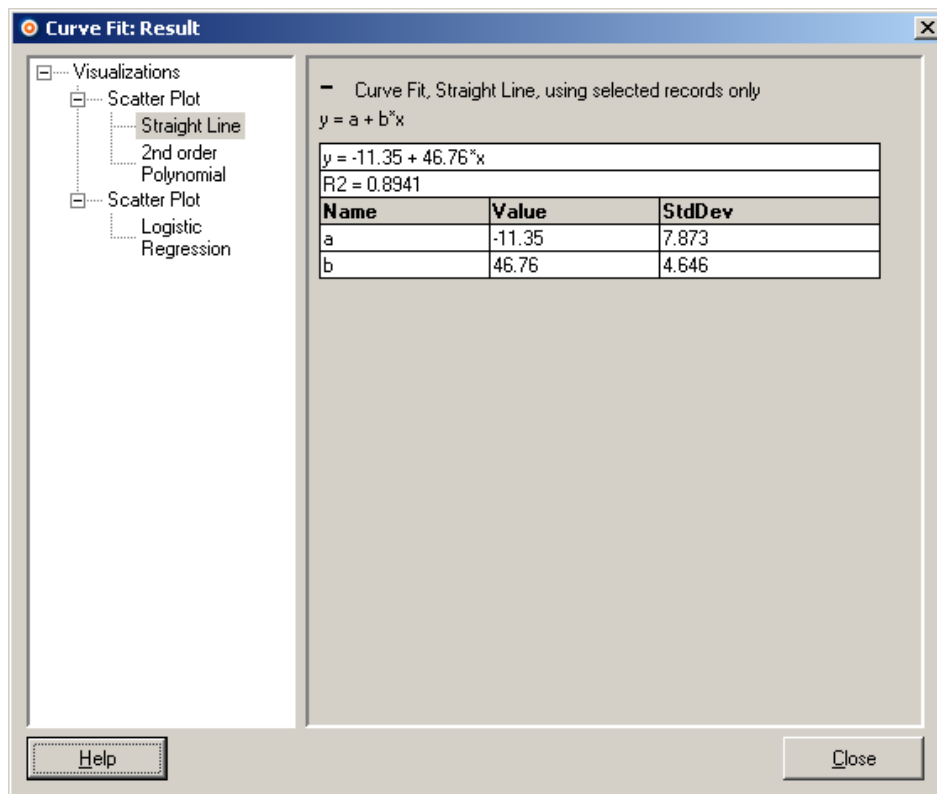 Curve Fit: Result
Visualizations
Scatter Plot
Straight Line
2nd order
Polynomial
Scatter Plot
Logistic
Regression
Curve Fit, Straight Line, using selected records only
y = a + b*x
y = -11.35 + 46.76*x
R2 = 0.8941
Name Value StdDev
a -11.35 7.873
b 46.76 4.646
Help Close